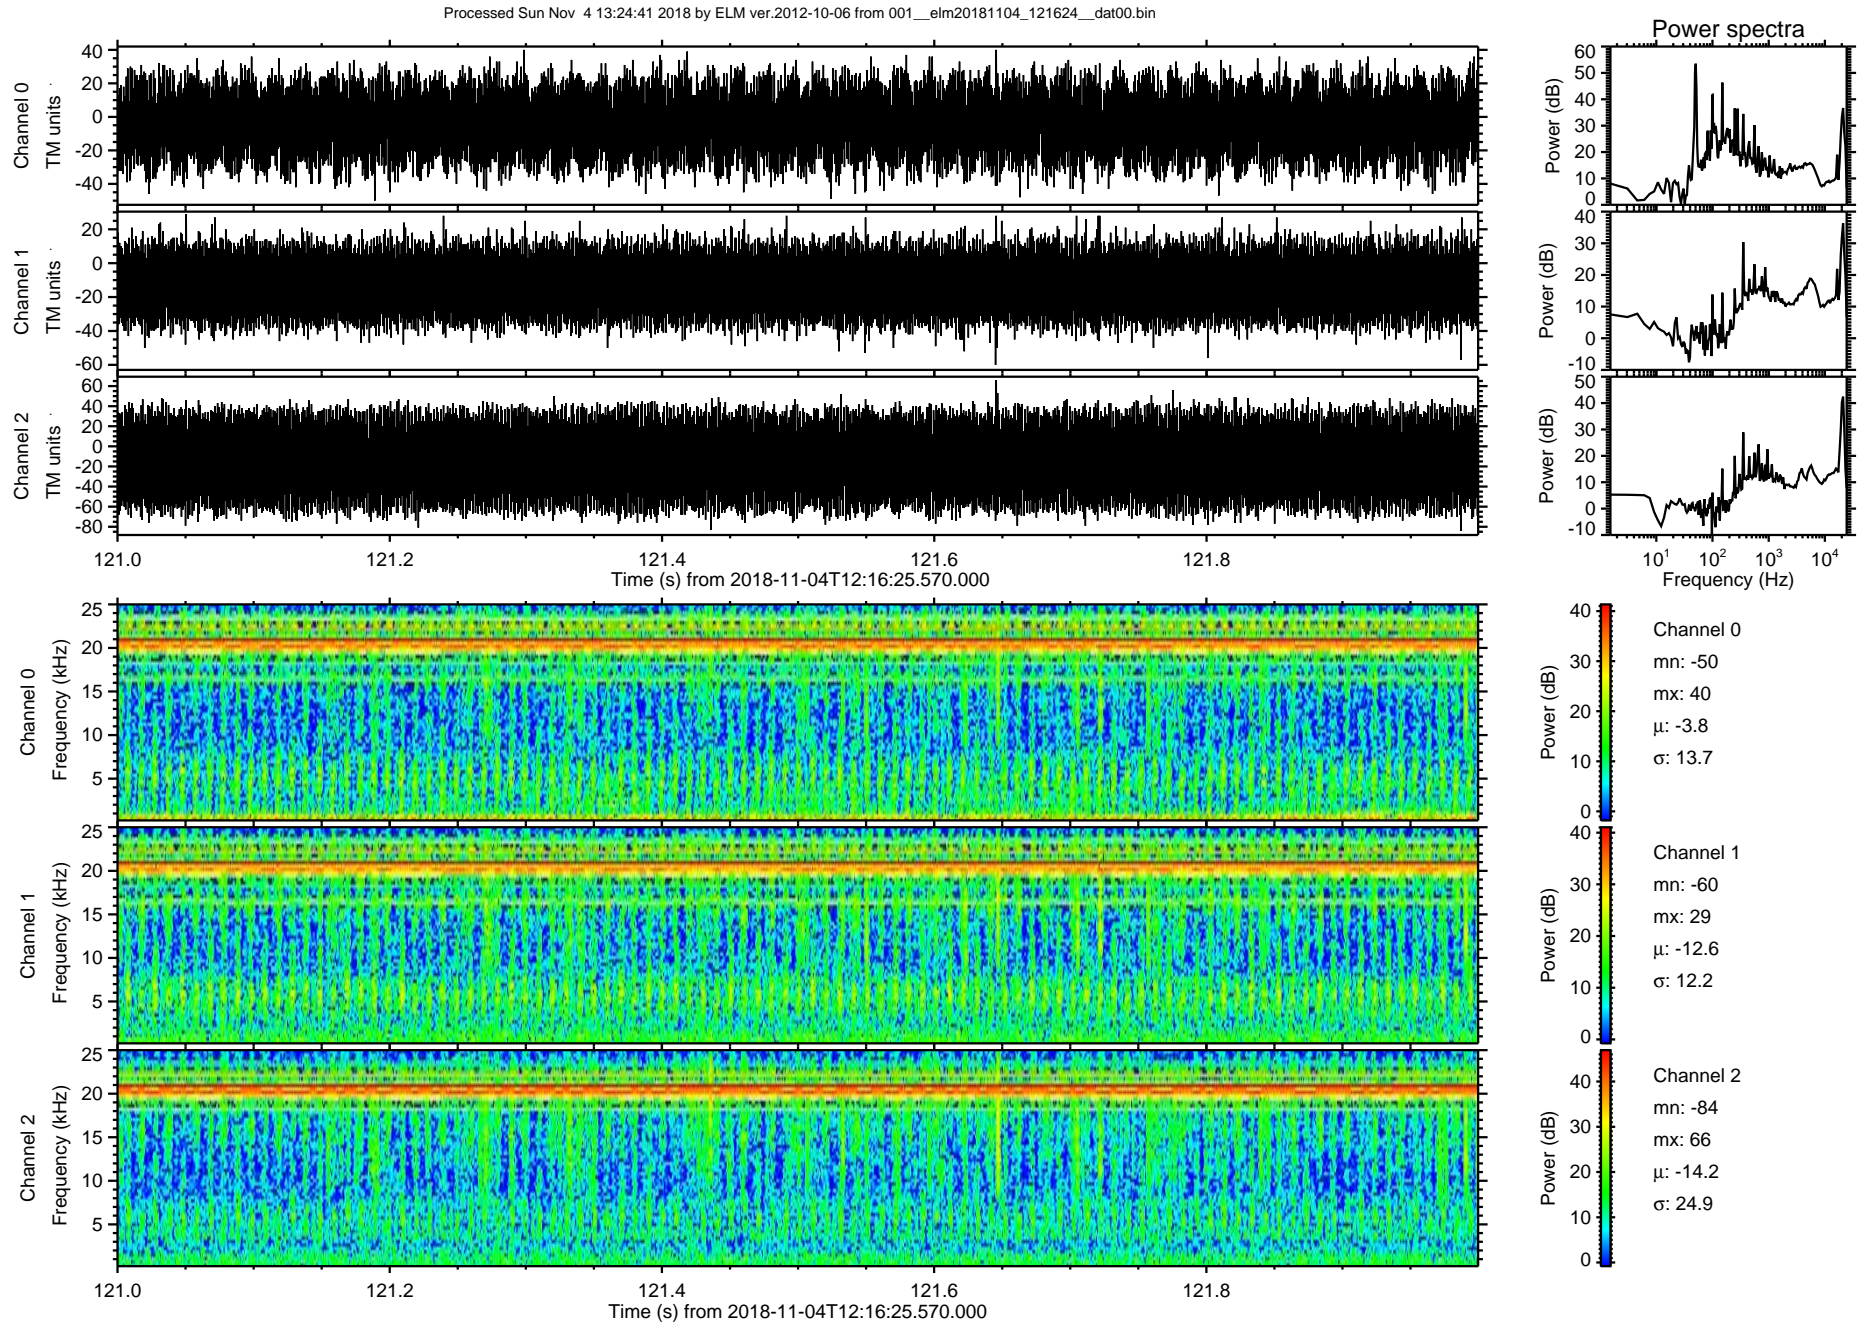 Processed Sun Nov 4 13:24:41 2018 by ELM ver.2012-10-06 from 001__elm20181104_121624__dat00.bin
Power spectra
Channel 0
TM units
40
20
0
-20
-40
Power (dB)
60
50
40
30
20
10
0
Channel 1
TM units
20
0
-20
-40
-60
Power (dB)
40
30
20
10
0
-10
Channel 2
TM units
60
40
20
0
-20
-40
-60
-80
Power (dB)
50
40
30
20
10
0
-10
121.0 121.2 121.4 121.6 121.8
Time (s) from 2018-11-04T12:16:25.570.000
10¹ 10² 10³ 10⁴
Frequency (Hz)
Channel 0
Frequency (kHz)
25
20
15
10
5
Power (dB)
40
30
20
10
0
Channel 0
mn: -50
mx: 40
μ: -3.8
σ: 13.7
Channel 1
Frequency (kHz)
25
20
15
10
5
Power (dB)
40
30
20
10
0
Channel 1
mn: -60
mx: 29
μ: -12.6
σ: 12.2
Channel 2
Frequency (kHz)
25
20
15
10
5
Power (dB)
40
30
20
10
0
Channel 2
mn: -84
mx: 66
μ: -14.2
σ: 24.9
121.0 121.2 121.4 121.6 121.8
Time (s) from 2018-11-04T12:16:25.570.000